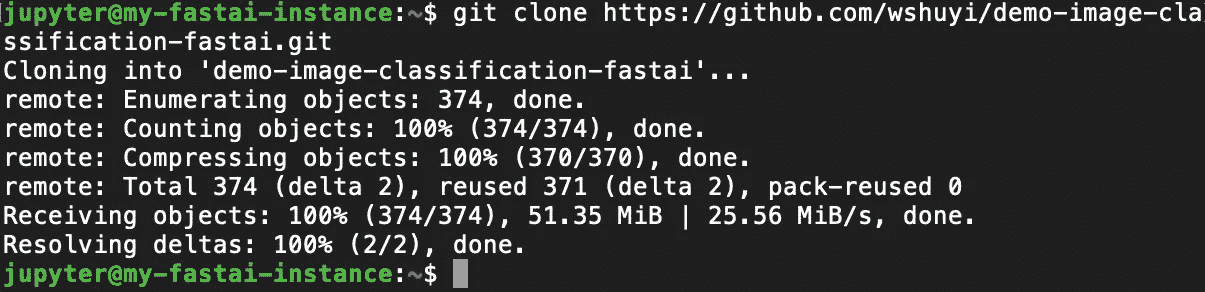 jupyter@my-fastai-instance:~$ git clone https://github.com/wshuyi/demo-image-cla
ssification-fastai.git
Cloning into 'demo-image-classification-fastai'...
remote: Enumerating objects: 374, done.
remote: Counting objects: 100% (374/374), done.
remote: Compressing objects: 100% (370/370), done.
remote: Total 374 (delta 2), reused 371 (delta 2), pack-reused 0
Receiving objects: 100% (374/374), 51.35 MiB | 25.56 MiB/s, done.
Resolving deltas: 100% (2/2), done.
jupyter@my-fastai-instance:~$